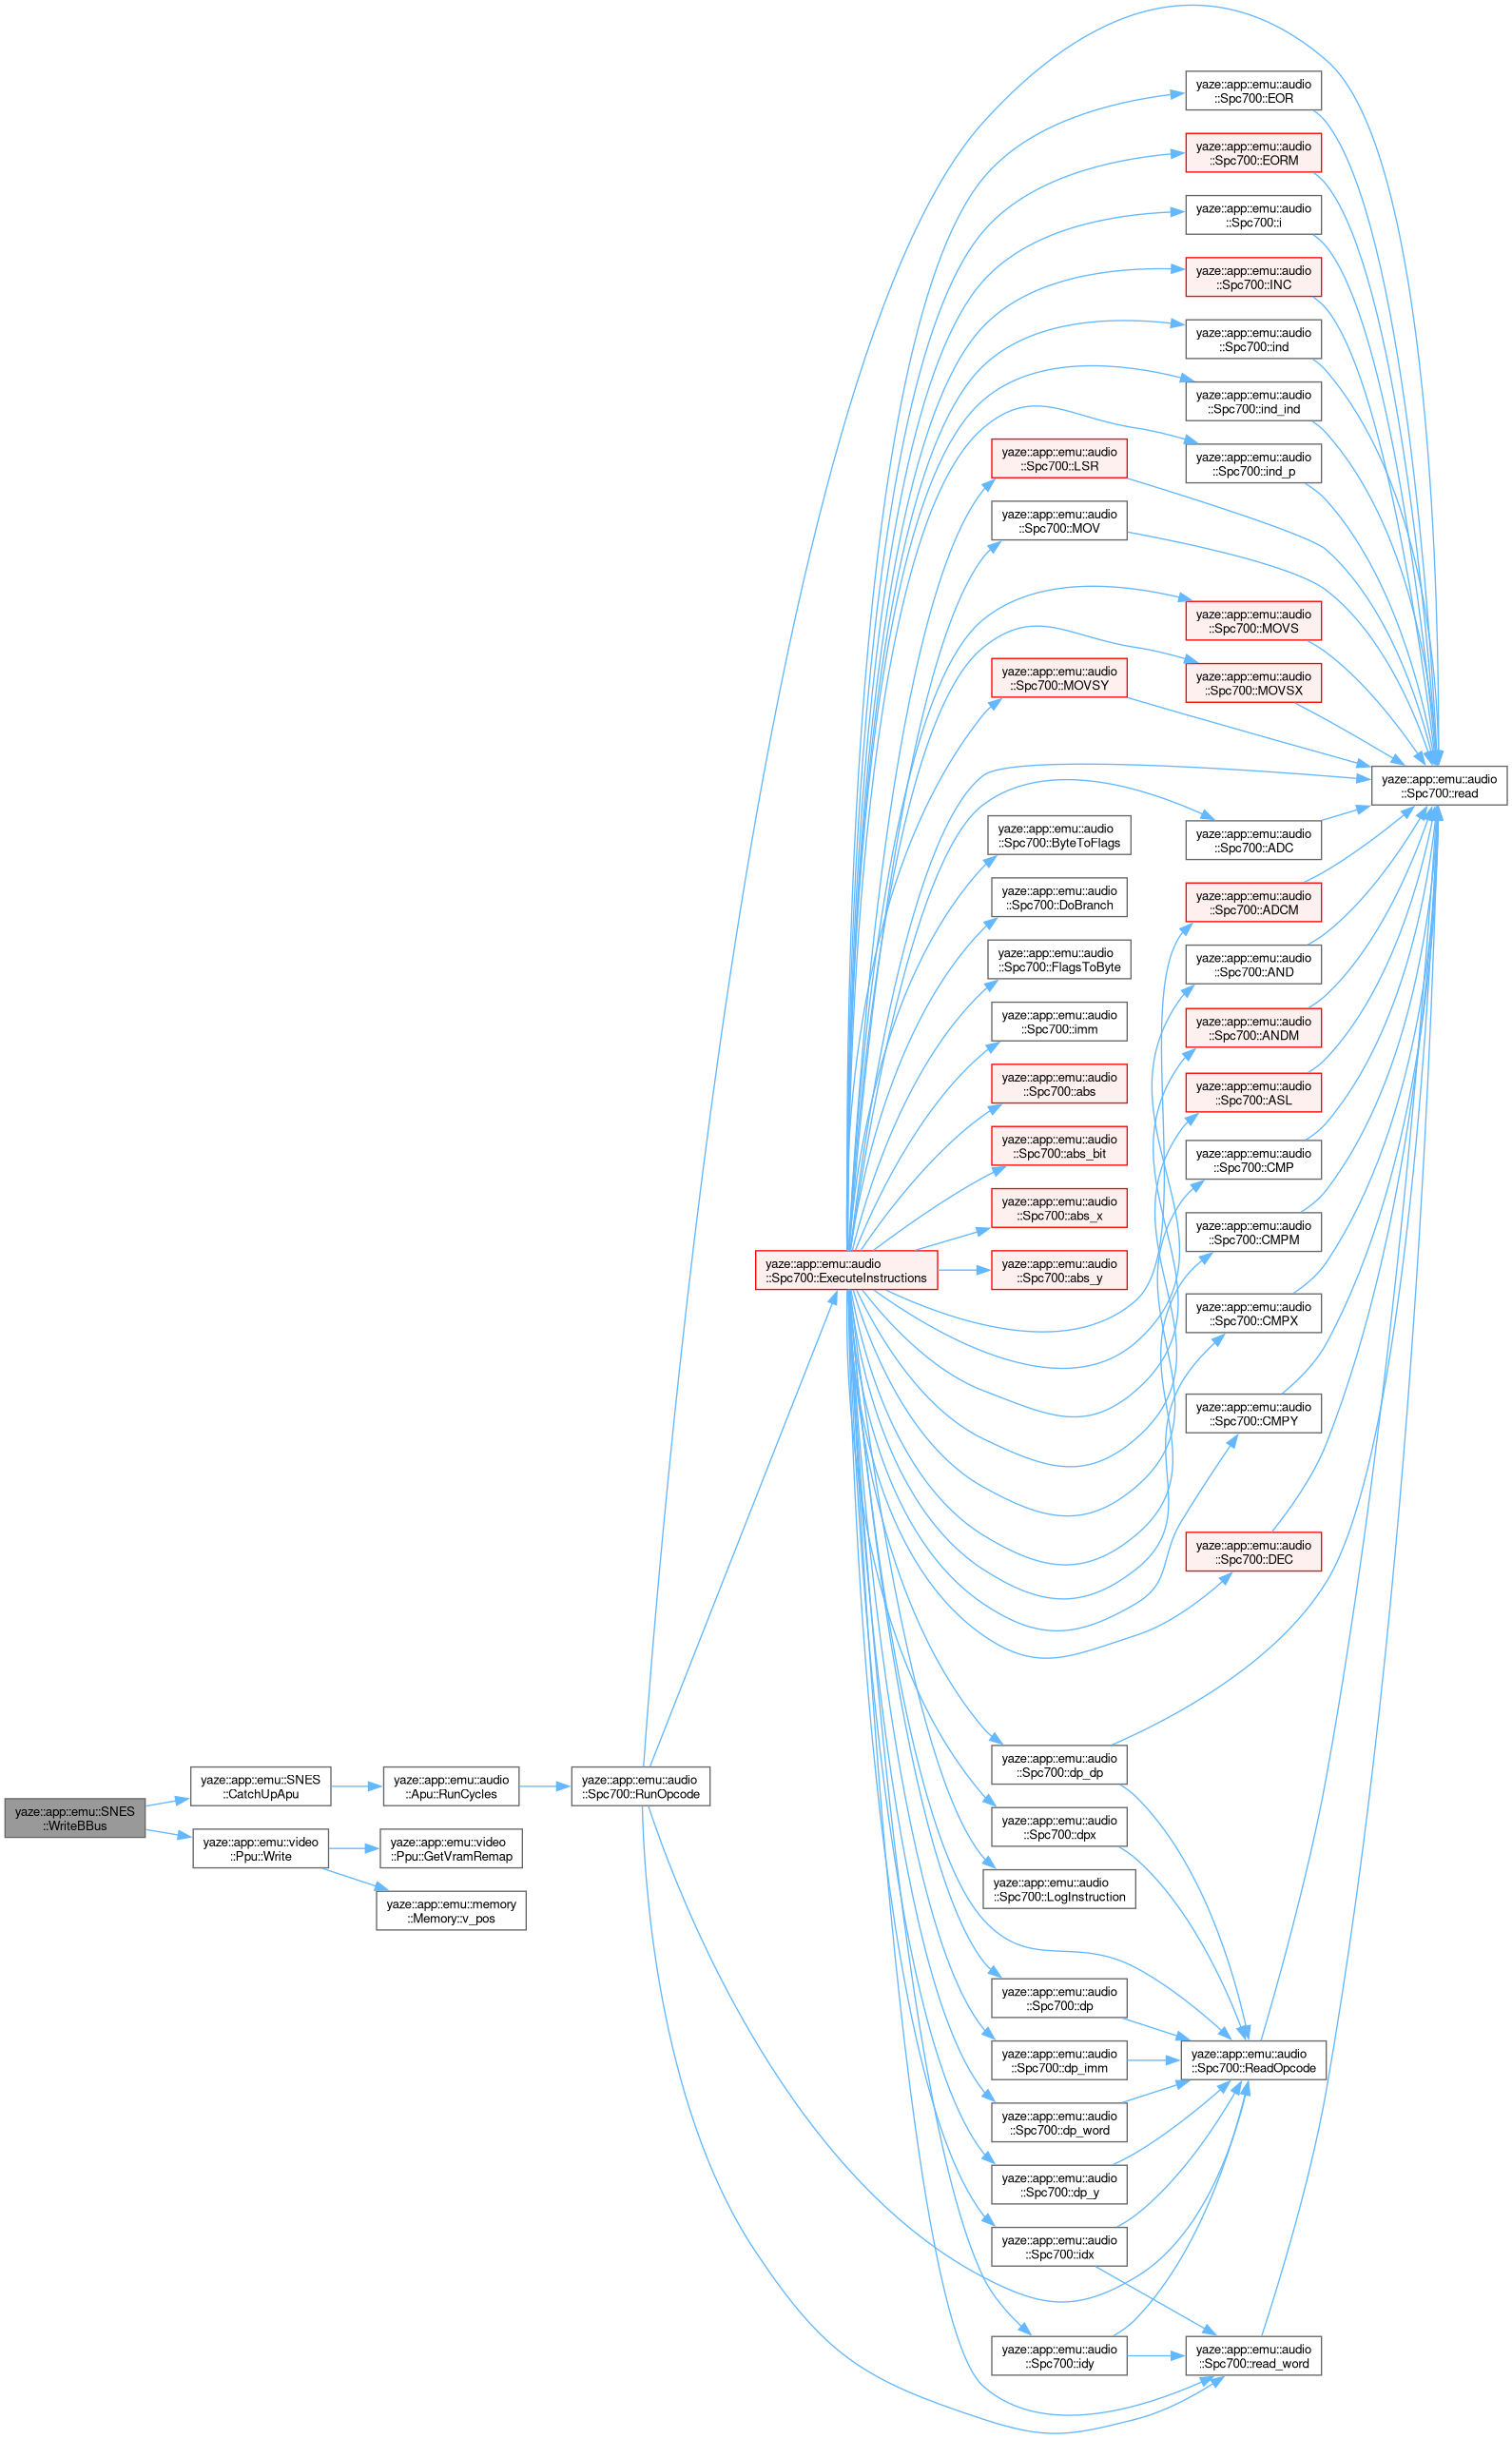 yaze::app::emu::SNES
::WriteBBus
yaze::app::emu::SNES
::CatchUpApu
yaze::app::emu::video
::Ppu::Write
yaze::app::emu::audio
::Apu::RunCycles
yaze::app::emu::video
::Ppu::GetVramRemap
yaze::app::emu::memory
::Memory::v_pos
yaze::app::emu::audio
::Spc700::RunOpcode
yaze::app::emu::audio
::Spc700::ExecuteInstructions
yaze::app::emu::audio
::Spc700::LSR
yaze::app::emu::audio
::Spc700::MOV
yaze::app::emu::audio
::Spc700::MOVSY
yaze::app::emu::audio
::Spc700::ByteToFlags
yaze::app::emu::audio
::Spc700::DoBranch
yaze::app::emu::audio
::Spc700::FlagsToByte
yaze::app::emu::audio
::Spc700::imm
yaze::app::emu::audio
::Spc700::abs
yaze::app::emu::audio
::Spc700::abs_bit
yaze::app::emu::audio
::Spc700::abs_x
yaze::app::emu::audio
::Spc700::abs_y
yaze::app::emu::audio
::Spc700::dp_dp
yaze::app::emu::audio
::Spc700::dpx
yaze::app::emu::audio
::Spc700::LogInstruction
yaze::app::emu::audio
::Spc700::dp
yaze::app::emu::audio
::Spc700::dp_imm
yaze::app::emu::audio
::Spc700::dp_word
yaze::app::emu::audio
::Spc700::dp_y
yaze::app::emu::audio
::Spc700::idx
yaze::app::emu::audio
::Spc700::idy
yaze::app::emu::audio
::Spc700::EOR
yaze::app::emu::audio
::Spc700::EORM
yaze::app::emu::audio
::Spc700::i
yaze::app::emu::audio
::Spc700::INC
yaze::app::emu::audio
::Spc700::ind
yaze::app::emu::audio
::Spc700::ind_ind
yaze::app::emu::audio
::Spc700::ind_p
yaze::app::emu::audio
::Spc700::MOVS
yaze::app::emu::audio
::Spc700::MOVSX
yaze::app::emu::audio
::Spc700::ADC
yaze::app::emu::audio
::Spc700::ADCM
yaze::app::emu::audio
::Spc700::AND
yaze::app::emu::audio
::Spc700::ANDM
yaze::app::emu::audio
::Spc700::ASL
yaze::app::emu::audio
::Spc700::CMP
yaze::app::emu::audio
::Spc700::CMPM
yaze::app::emu::audio
::Spc700::CMPX
yaze::app::emu::audio
::Spc700::CMPY
yaze::app::emu::audio
::Spc700::DEC
yaze::app::emu::audio
::Spc700::ReadOpcode
yaze::app::emu::audio
::Spc700::read_word
yaze::app::emu::audio
::Spc700::read